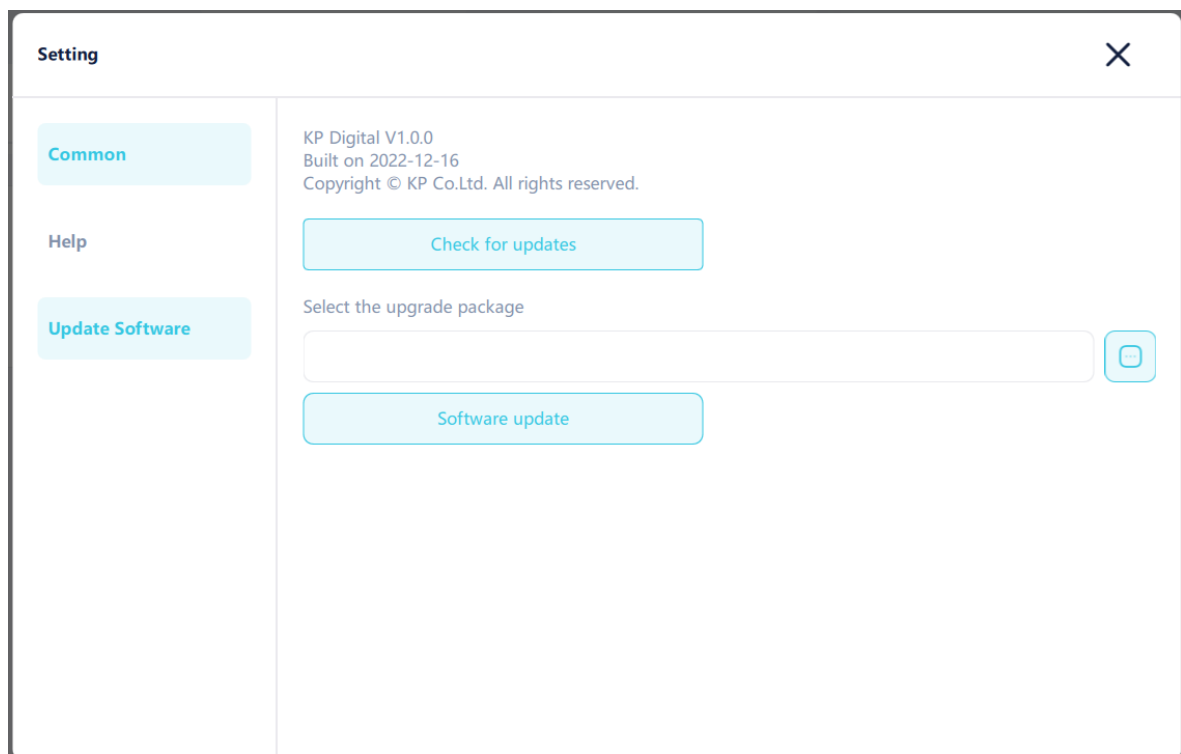 Setting
Common
Help
Update Software
KP Digital V1.0.0
Built on 2022-12-16
Copyright © KP Co.Ltd. All rights reserved.
Check for updates
Select the upgrade package
Software update